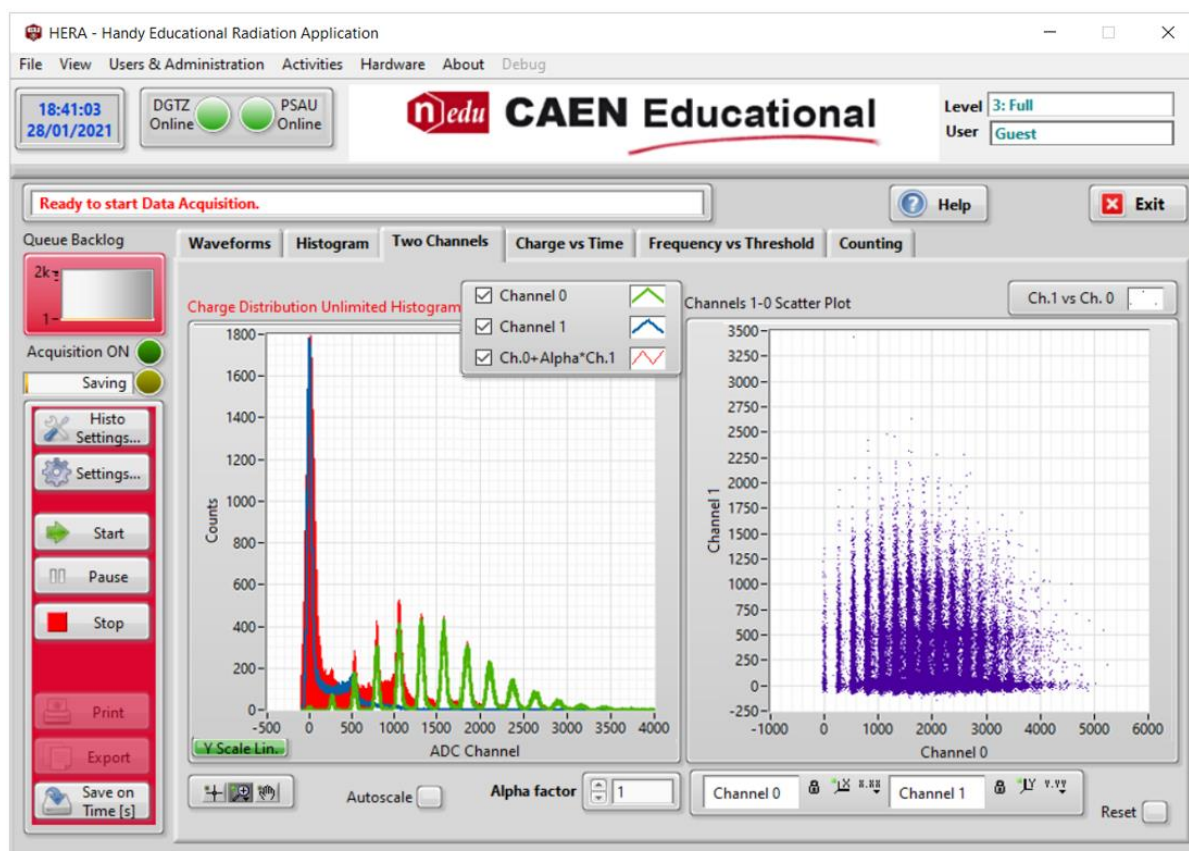 HERA - Handy Educational Radiation Application
File View Users & Administration Activities Hardware About Debug
18:41:03
28/01/2021
DGTZ
Online
PSAU
Online
n edu CAEN Educational
Level 3: Full
User Guest
Ready to start Data Acquisition.
Help
Exit
Queue Backlog
2k
1
Acquisition ON
Saving
Histo
Settings...
Settings...
Start
Pause
Stop
Print
Export
Save on
Time [s]
Waveforms Histogram Two Channels Charge vs Time Frequency vs Threshold Counting
Charge Distribution Unlimited Histogram
Channel 0
Channel 1
Ch.0+Alpha*Ch.1
1800
1600
1400
1200
1000
800
600
400
200
0
Counts
-500 0 500 1000 1500 2000 2500 3000 3500 4000
ADC Channel
Y Scale Lin.
Autoscale
Alpha factor 1
Channels 1-0 Scatter Plot
Ch.1 vs Ch. 0
3500
3250
3000
2750
2500
2250
2000
1750
1500
1250
1000
750
500
250
0
-250
Channel 1
-1000 0 1000 2000 3000 4000 5000 6000
Channel 0
Channel 0 X X.XX Channel 1 Y Y.YY
Reset